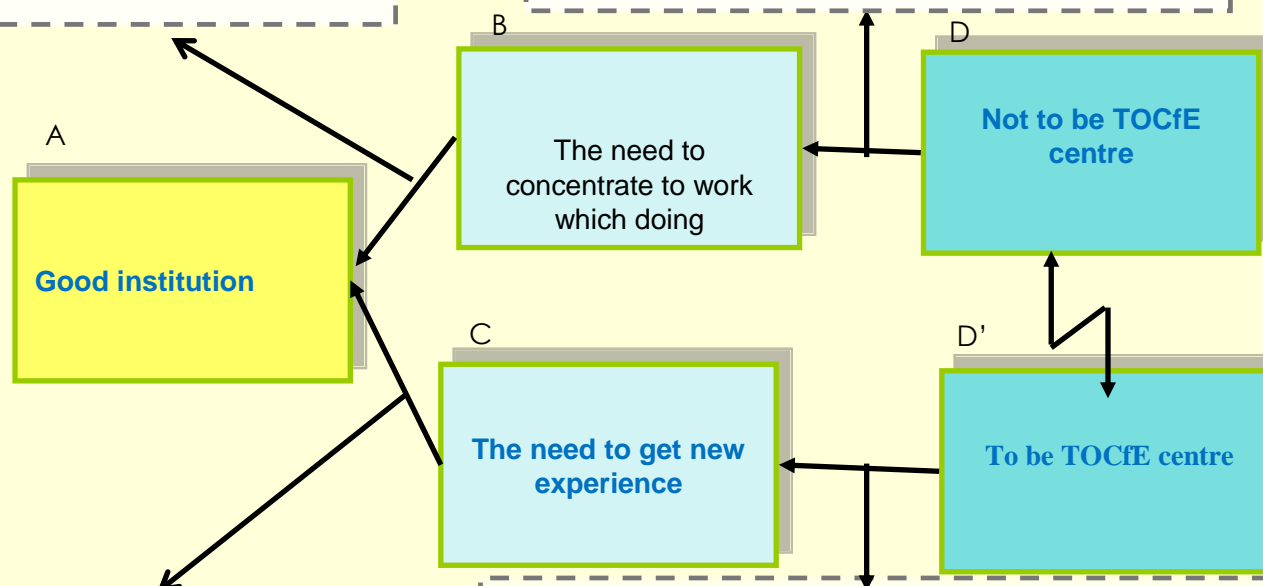 B
D
Not to be TOCfE
centre
A
The need to
concentrate to work
which doing
Good institution
C
D’
The need to get new
experience
To be TOCfE centre